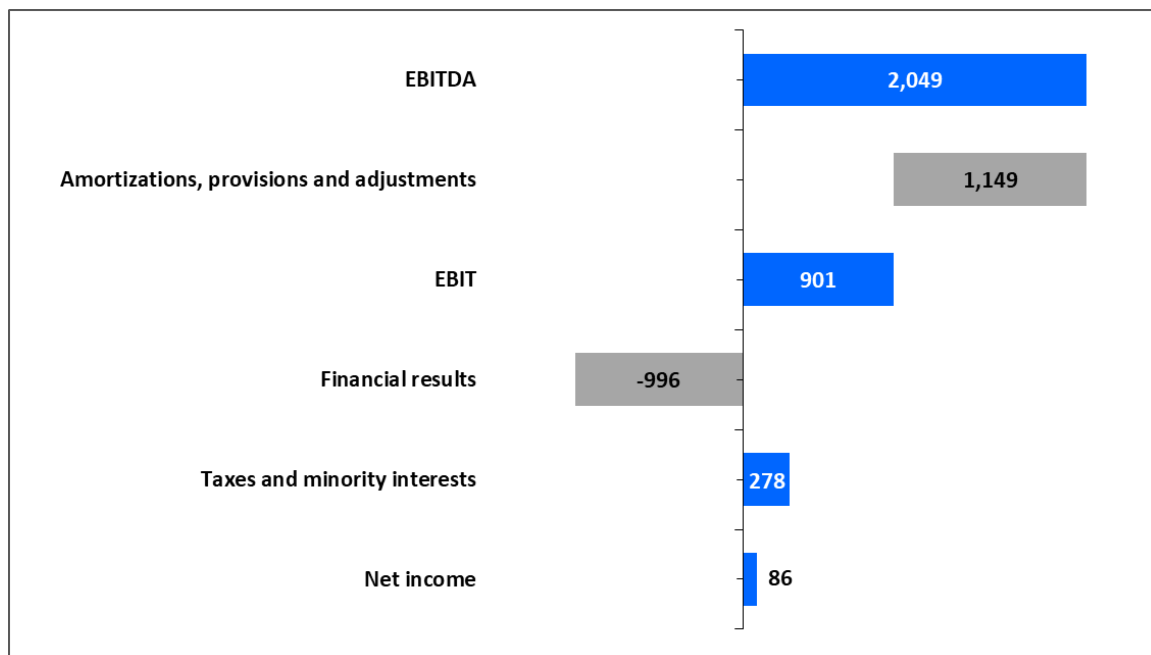 EBITDA 2,049
Amortizations, provisions and adjustments 1,149
EBIT 901
Financial results -996
Taxes and minority interests 278
Net income 86